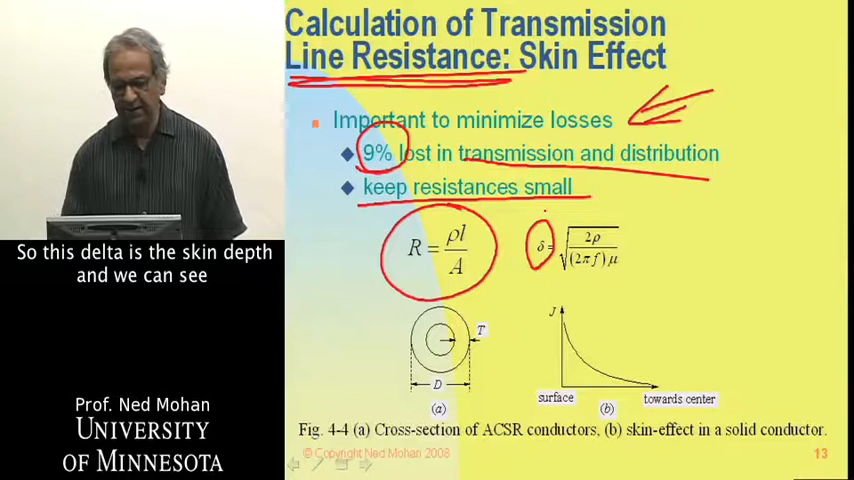 Calculation of Transmission
Line Resistance: Skin Effect
Important to minimize losses
9% lost in transmission and distribution
keep resistances small
R = ρl / A
δ = √(2ρ / (2πf)μ)
T
D
(a)
J
surface
towards center
(b)
Fig. 4-4 (a) Cross-section of ACSR conductors, (b) skin-effect in a solid conductor.
© Copyright Ned Mohan 2008
13
So this delta is the skin depth
and we can see
Prof. Ned Mohan
UNIVERSITY
OF MINNESOTA